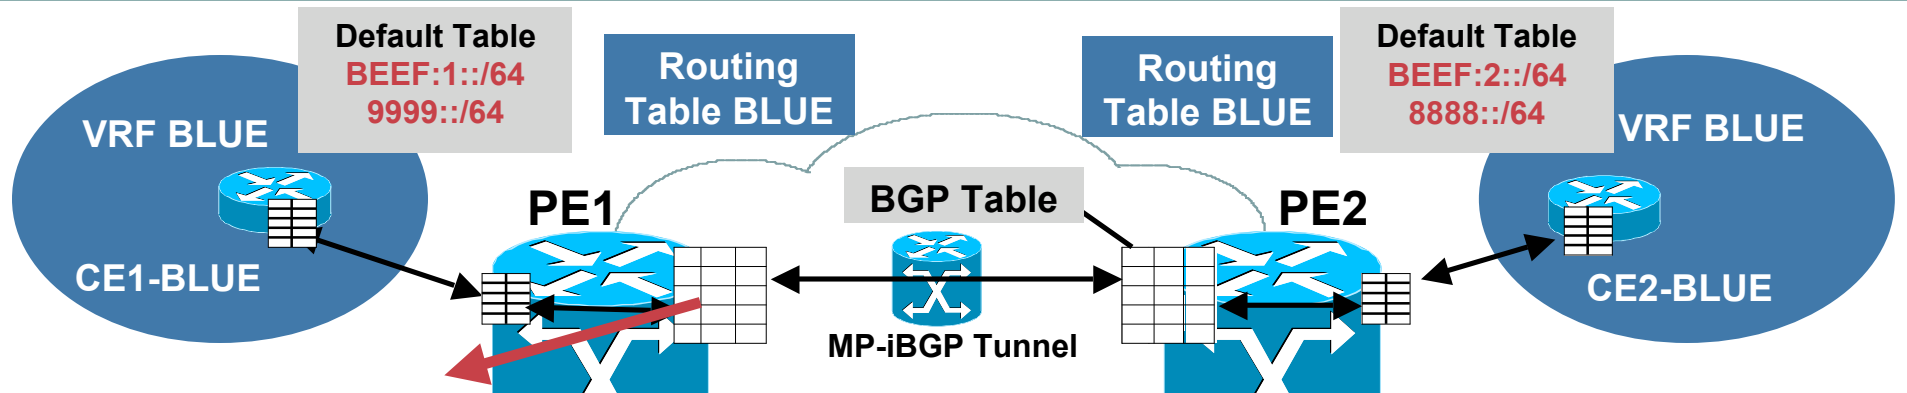 Default Table
BEEF:1::/64
9999::/64
Routing
Table BLUE
Routing
Table BLUE
Default Table
BEEF:2::/64
8888::/64
VRF BLUE
VRF BLUE
PE1
BGP Table
PE2
CE1-BLUE
CE2-BLUE
MP-iBGP Tunnel